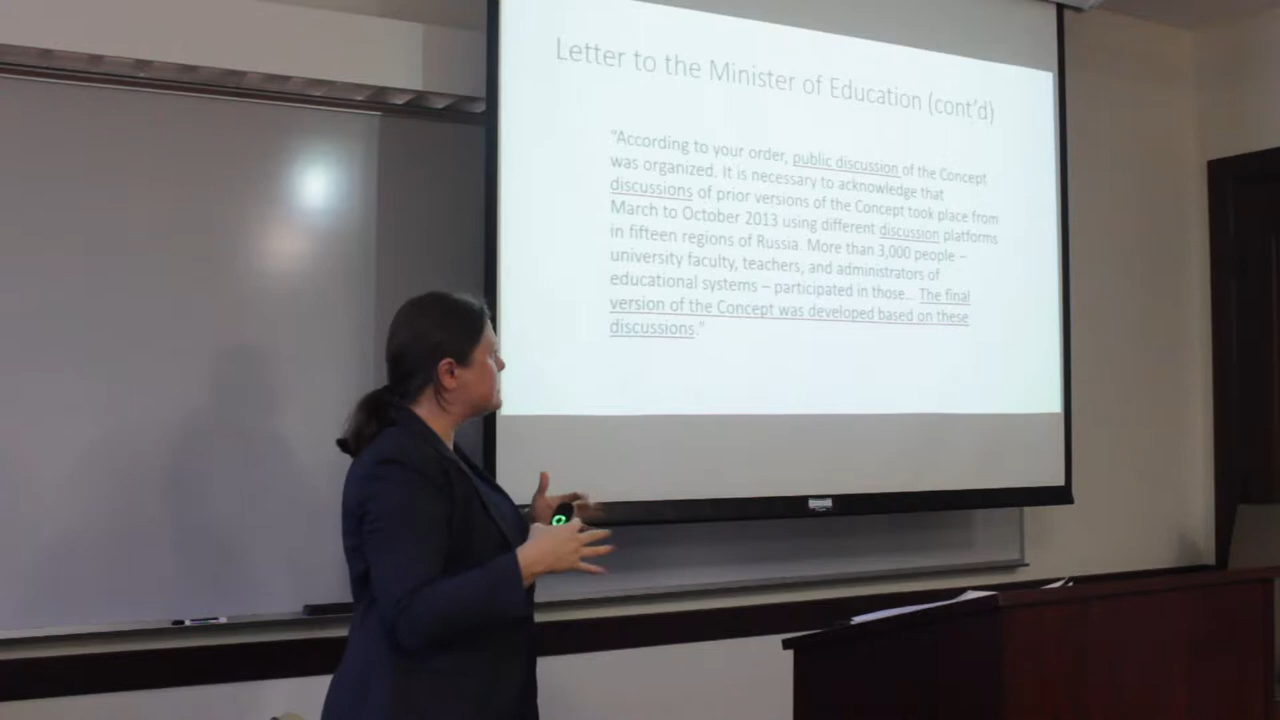 Letter to the Minister of Education (cont'd)
“According to your order, public discussion of the Concept
was organized. It is necessary to acknowledge that
discussions of prior versions of the Concept took place from
March to October 2013 using different discussion platforms
in fifteen regions of Russia. More than 3,000 people –
university faculty, teachers, and administrators of
educational systems – participated in those... The final
version of the Concept was developed based on these
discussions.”